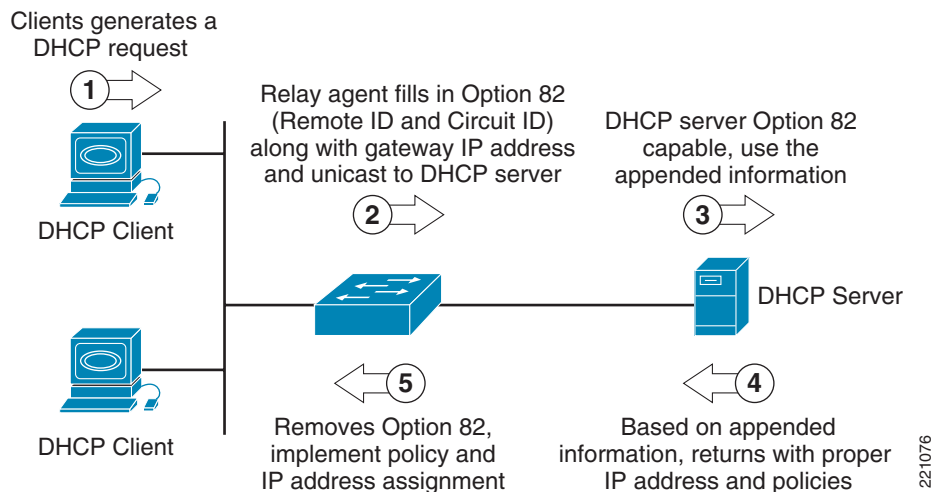 Clients generates a
DHCP request
1
Relay agent fills in Option 82
(Remote ID and Circuit ID)
along with gateway IP address
and unicast to DHCP server
2
DHCP server Option 82
capable, use the
appended information
3
DHCP Client
DHCP Server
DHCP Client
5
Removes Option 82,
implement policy and
IP address assignment
4
Based on appended
information, returns with proper
IP address and policies
221076